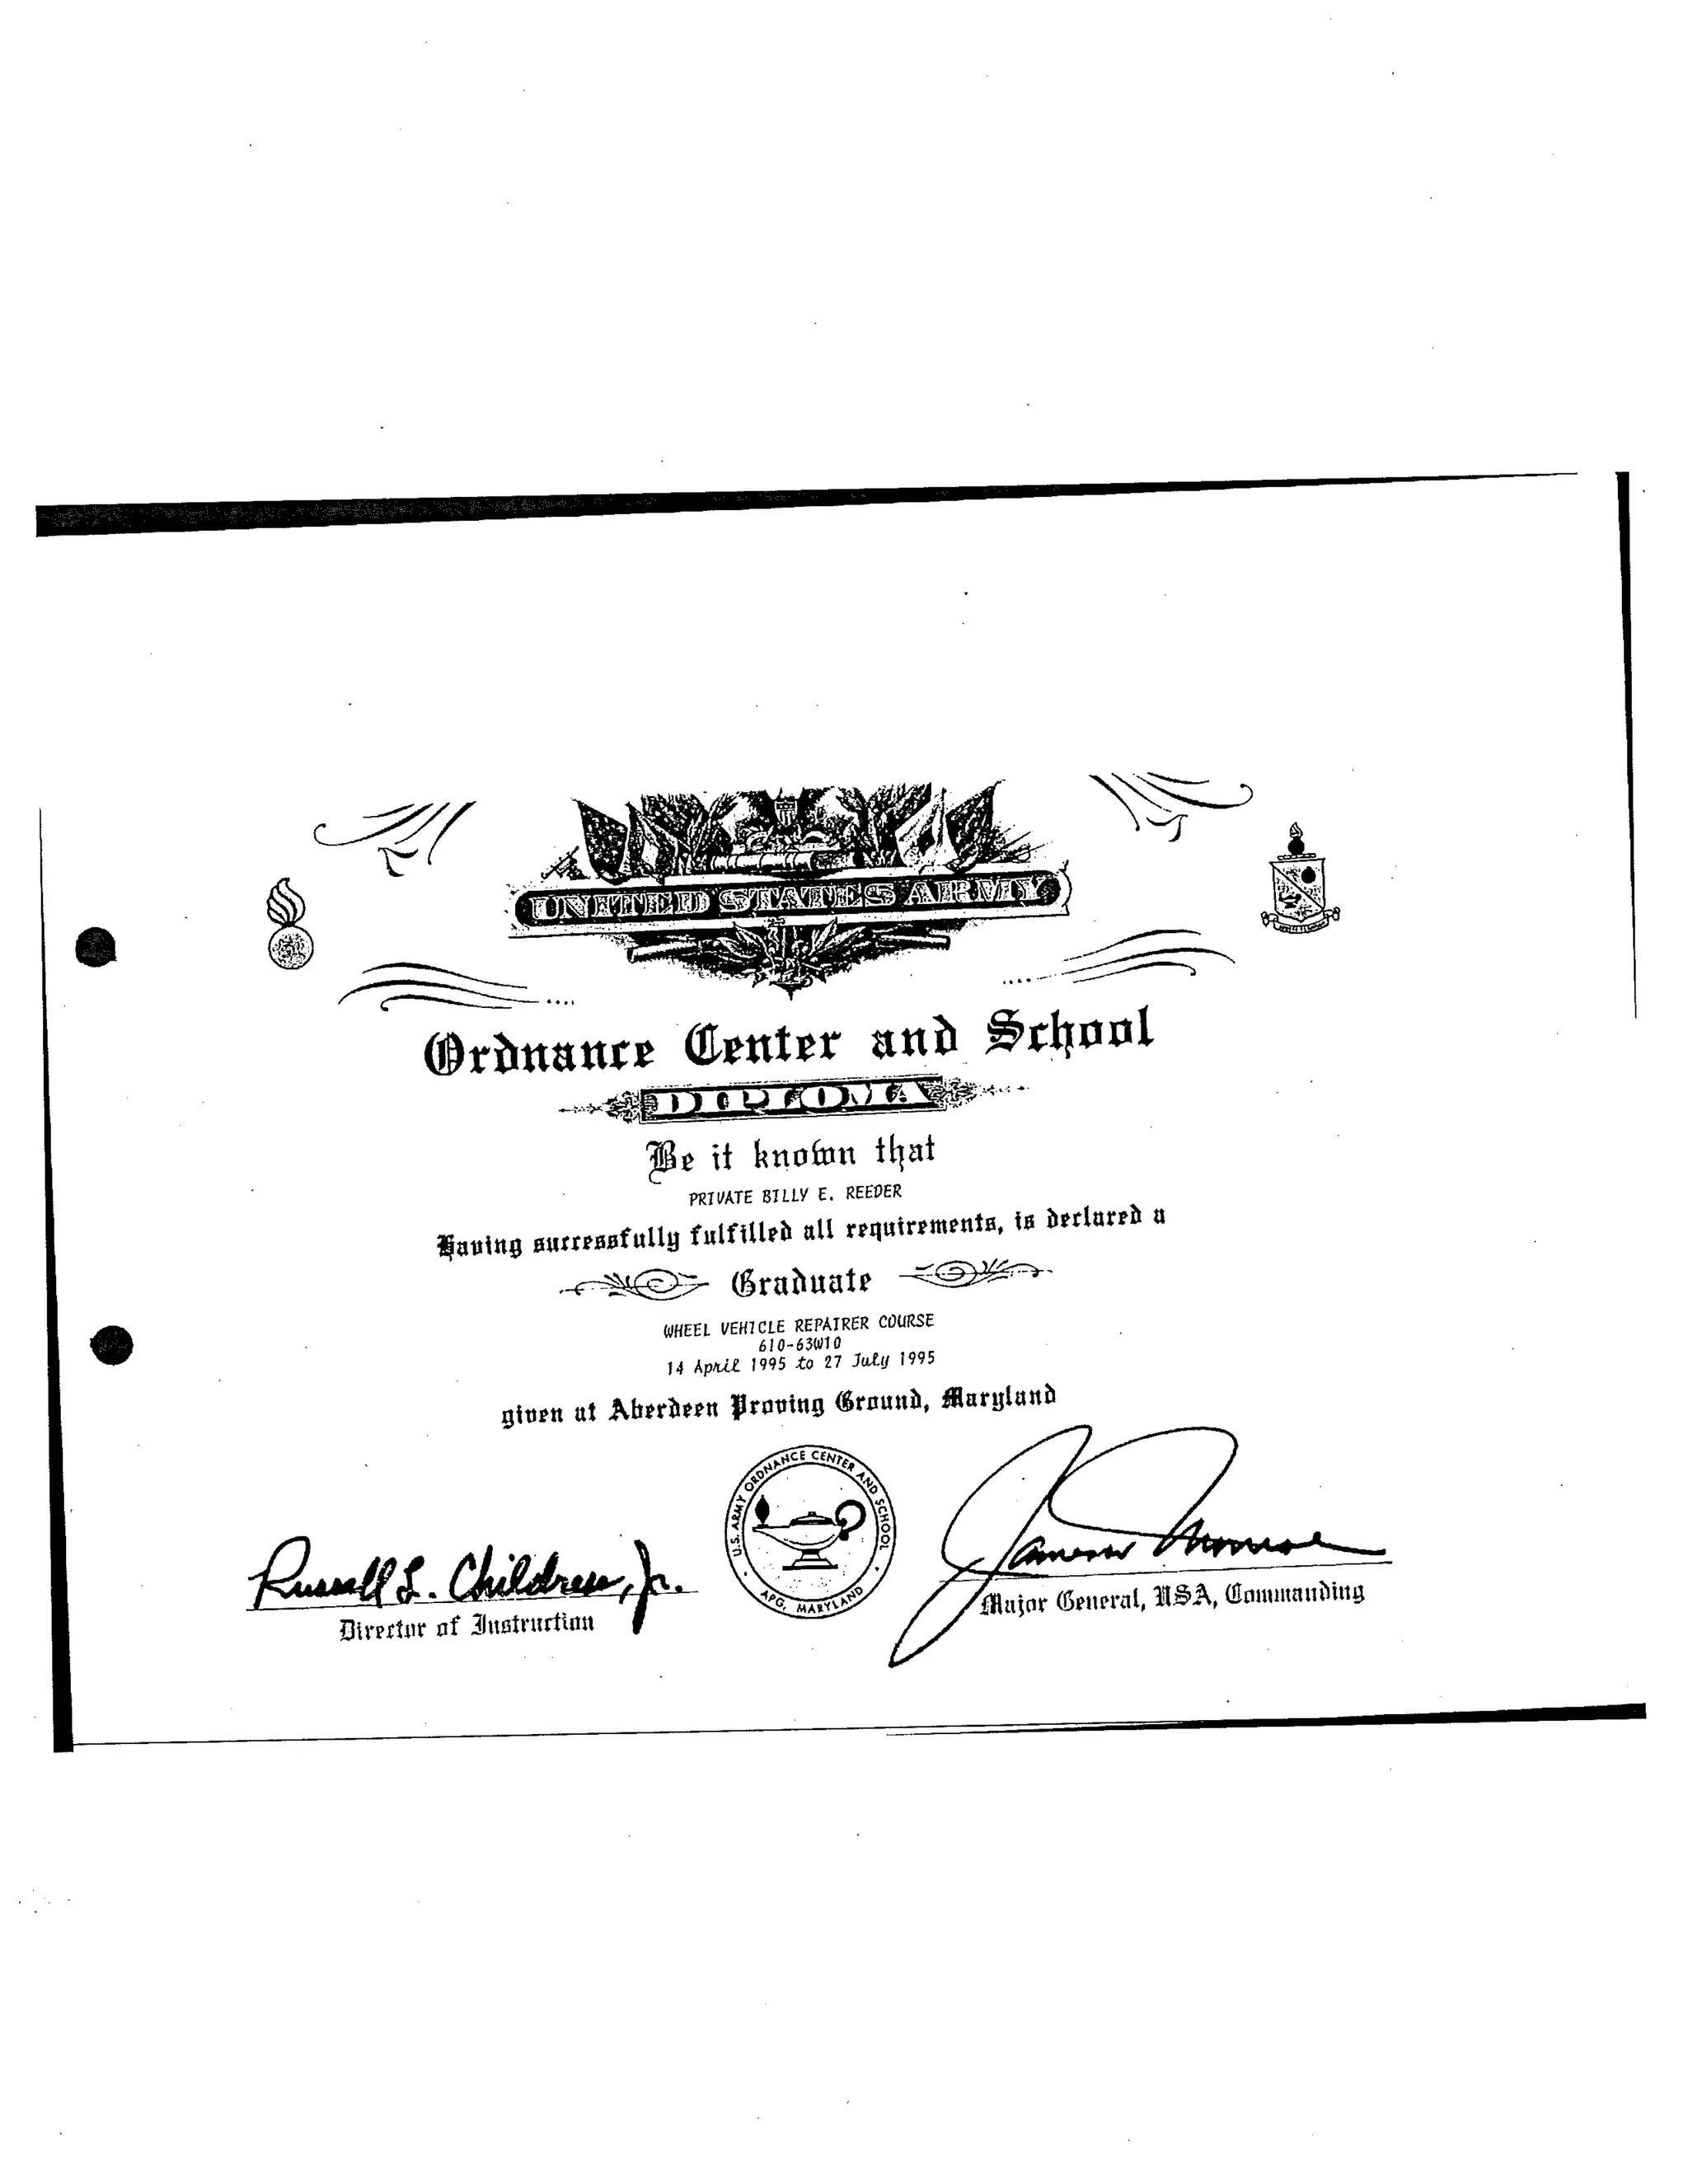 UNITED STATES ARMY
Ordnance Center and School
DIPLOMA
Be it known that
PRIVATE BILLY E. REEDER
Having successfully fulfilled all requirements, is declared a
Graduate
WHEEL VEHICLE REPAIRER COURSE
610-63W10
14 April 1995 to 27 July 1995
given at Aberdeen Proving Ground, Maryland
U.S. ARMY ORDNANCE CENTER AND SCHOOL
APG, MARYLAND
Russell L. Childress, Jr.
Director of Instruction
James Monroe
Major General, USA, Commanding